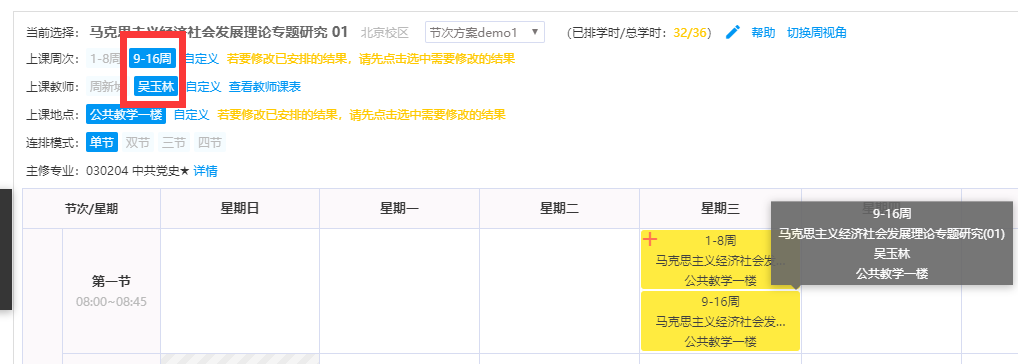 当前选择： 马克思主义经济社会发展理论专题研究 01 北京校区 节次方案demo1 (已排学时/总学时：32/36) 帮助 切换周视角
上课周次： 1-8周 9-16周 自定义 若要修改已安排的结果，请先点击选中需要修改的结果
上课教师： 周新城 吴玉林 自定义 查看教师课表
上课地点： 公共教学一楼 自定义 若要修改已安排的结果，请先点击选中需要修改的结果
连排模式： 单节 双节 三节 四节
主修专业： 030204 中共党史★ 详情
节次/星期 星期日 星期一 星期二 星期三
9-16周
马克思主义经济社会发展理论专题研究(01)
吴玉林
公共教学一楼
第一节
08:00~08:45
1-8周
马克思主义经济社会发...
公共教学一楼
9-16周
马克思主义经济社会发...
公共教学一楼